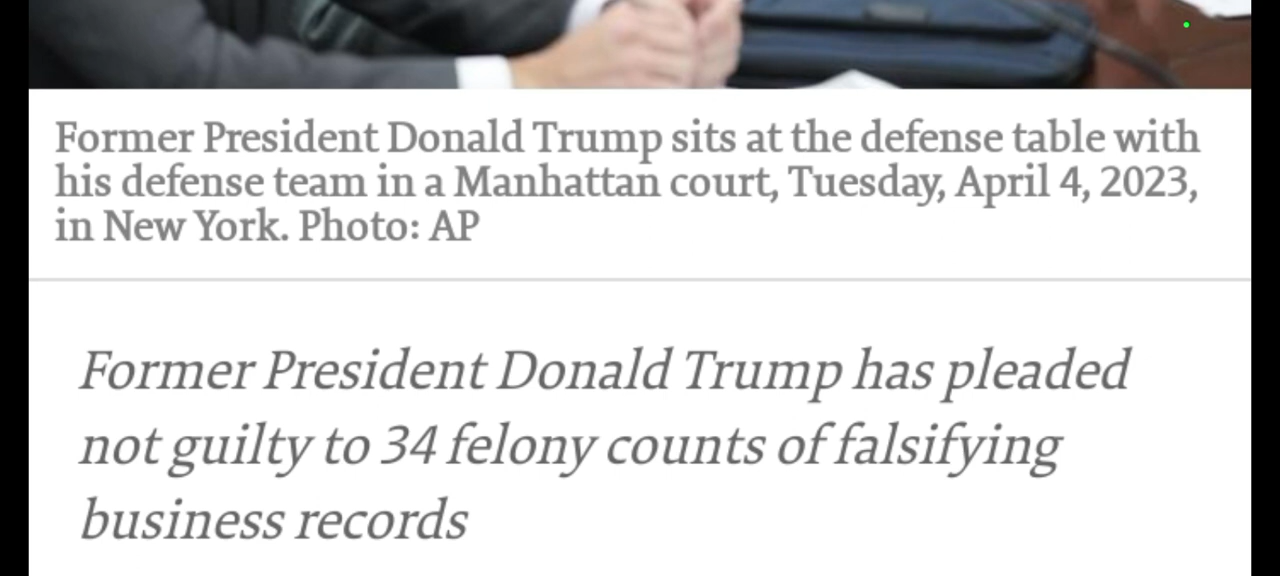 Former President Donald Trump sits at the defense table with
his defense team in a Manhattan court, Tuesday, April 4, 2023,
in New York. Photo: AP
Former President Donald Trump has pleaded
not guilty to 34 felony counts of falsifying
business records